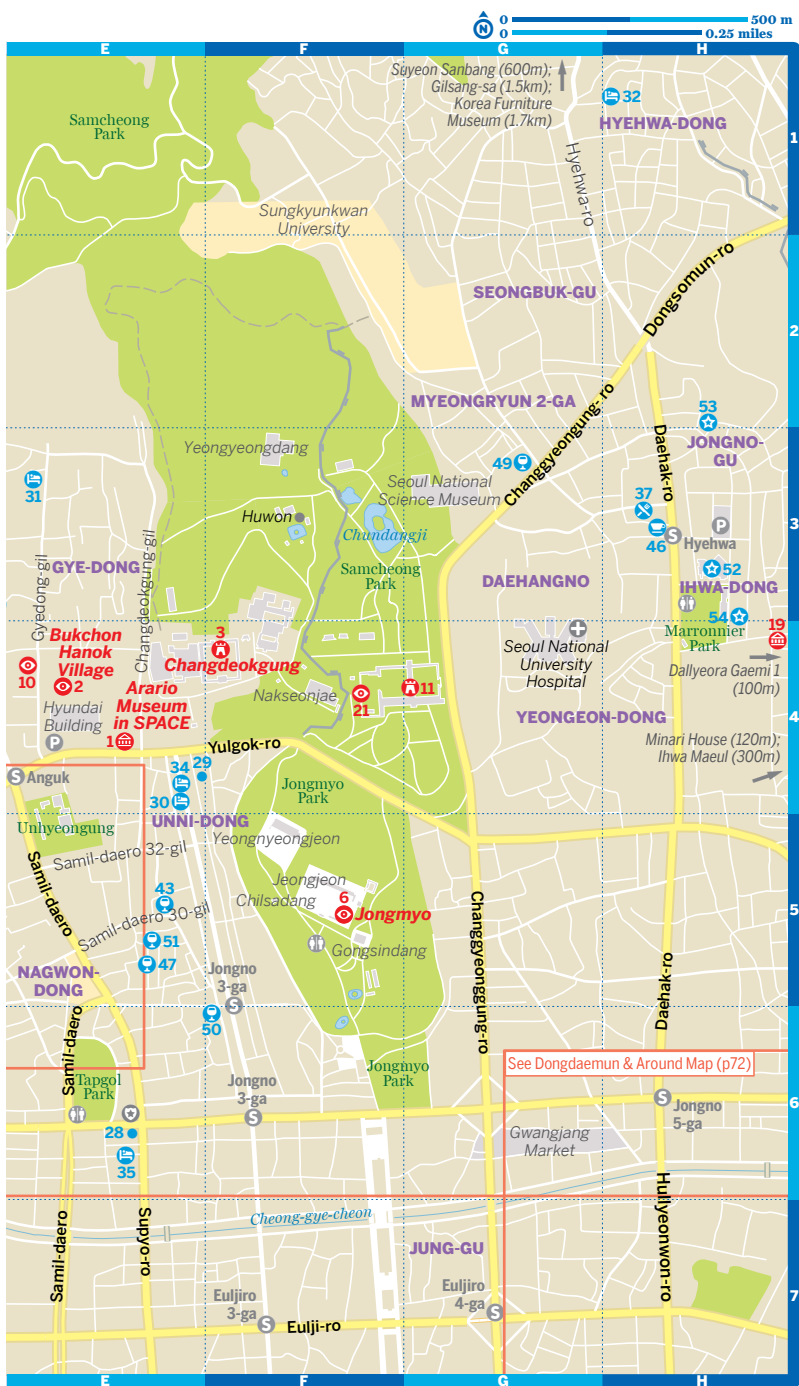 N
0
500 m
0
0.25 miles
E
F
G
H
Suyeon Sanbang (600m);
Gilsang-sa (1.5km);
Korea Furniture
Museum (1.7km)
32
HYEHWA-DONG
Samcheong
Park
1
Hyehwa-ro
Sungkyunkwan
University
Dongsomun-ro
SEONGBUK-GU
2
MYEONGRYUN 2-GA
Changgyeongung-ro
53
JONGNO-
GU
Daehak-ro
Yeongyeongdang
49
31
Seoul National
Science Museum
37
Huwon
Chundangji
46
P
S Hyehwa
3
Samcheong
Park
GYE-DONG
DAEHANGNO
52
IHWA-DONG
Gyedong-gil
Changdeokgung-gil
54
19
Bukchon
Hanok
Village
3
Changdeokgung
Marronnier
Park
Seoul National
University
Hospital
10
2
Arario
Museum
in SPACE
Dallyeora Gaemi 1
(100m)
Nakseonjae
21
11
Hyundai
Building
YEONGEON-DONG
4
P
1
Yulgok-ro
Minari House (120m);
Ihwa Maeul (300m)
S Anguk
34
29
30
Jongmyo
Park
UNNI-DONG
Unhyeongung
Yeongnyeongjeon
Samil-daero 32-gil
Samil-daero
Jeongjeon
Chilsadang
43
6
Jongmyo
5
Samil-daero 30-gil
51
Gongsindang
47
Changgyeonggung-ro
Daehak-ro
NAGWON-
DONG
Jongno
3-ga
S
50
Samil-daero
See Dongdaemun & Around Map (p72)
Jongmyo
Park
Tapgol
Park
Jongno
3-ga
S
S Jongno
5-ga
6
28
Gwangjang
Market
35
Hullyeonwon-ro
Samil-daero
Supyo-ro
Cheong-gye-cheon
JUNG-GU
Euljiro
3-ga
S
Euljiro
4-ga
S
7
Eulji-ro
E
F
G
H